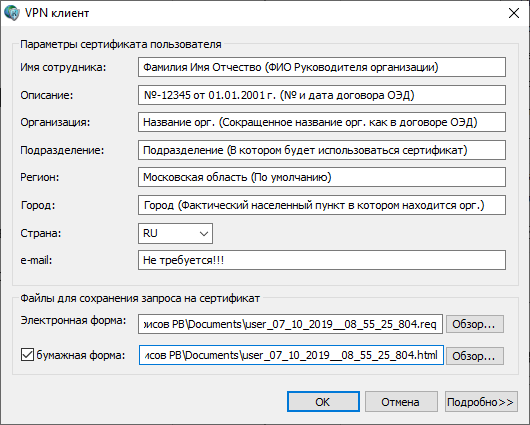 VPN клиент
Параметры сертификата пользователя
Имя сотрудника: Фамилия Имя Отчество (ФИО Руководителя организации)
Описание: №-12345 от 01.01.2001 г. (№ и дата договора ОЭД)
Организация: Название орг. (Сокращенное название орг. как в договоре ОЭД)
Подразделение: Подразделение (В котором будет использоваться сертификат)
Регион: Московская область (По умолчанию)
Город: Город (Фактический населенный пункт в котором находится орг.)
Страна: RU
e-mail: Не требуется!!!
Файлы для сохранения запроса на сертификат
Электронная форма: исов РВ\Documents\user_07_10_2019__08_55_25_804.req Обзор...
бумажная форма: исов РВ\Documents\user_07_10_2019__08_55_25_804.html Обзор...
OK Отмена Подробно>>